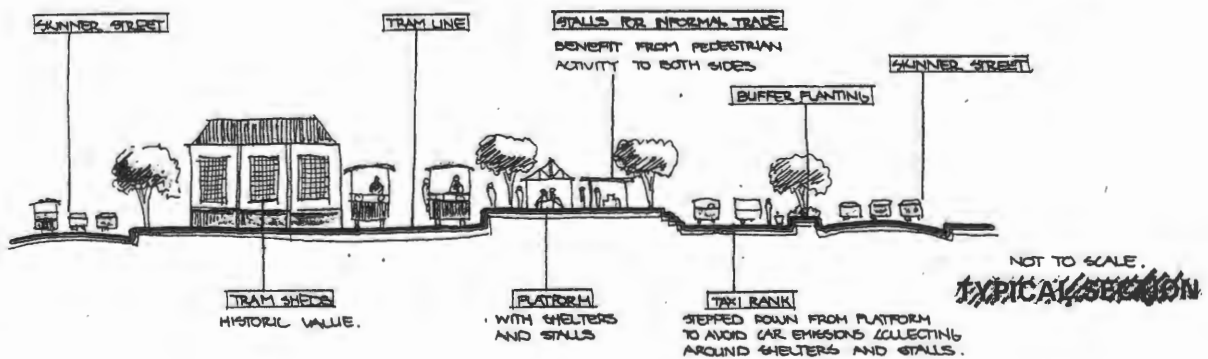 SKINNER STREET
TRAM LINE
STALLS FOR INFORMAL TRADE
BENEFIT FROM PEDESTRIAN
ACTIVITY TO BOTH SIDES
SKINNER STREET
BUFFER PLANTING
NOT TO SCALE.
TYPICAL SECTION
TRAM SHEDS
HISTORIC VALUE.
PLATFORM
WITH SHELTERS
AND STALLS
TAXI RANK
STEPPED DOWN FROM PLATFORM
TO AVOID CAR EMISSIONS COLLECTING
AROUND SHELTERS AND STALLS.